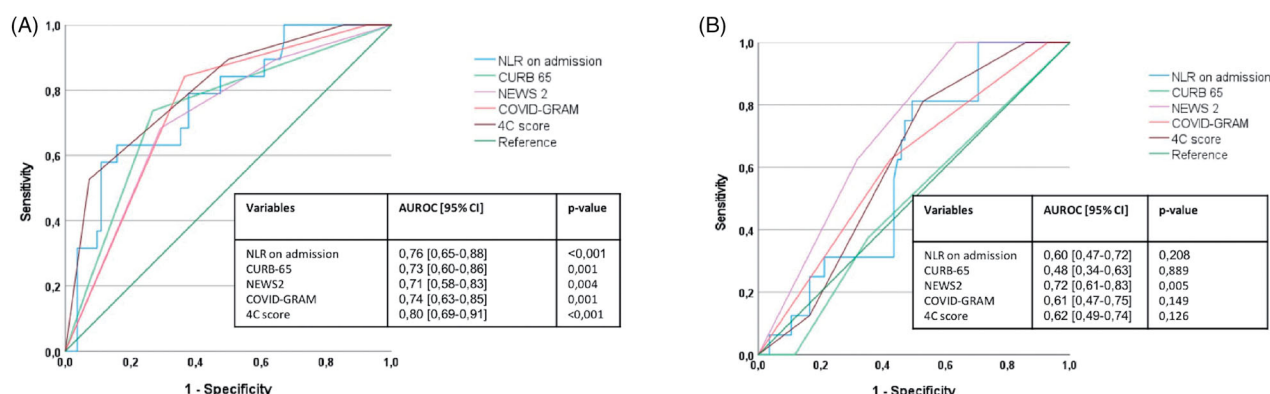 (A)
1,0
0,8
0,6
0,4
0,2
0,0
Sensitivity
0,0 0,2 0,4 0,6 0,8 1,0
1 - Specificity
NLR on admission
CURB 65
NEWS 2
COVID-GRAM
4C score
Reference
Variables AUROC [95% CI] p-value
NLR on admission 0,76 [0,65-0,88] <0,001
CURB-65 0,73 [0,60-0,86] 0,001
NEWS2 0,71 [0,58-0,83] 0,004
COVID-GRAM 0,74 [0,63-0,85] 0,001
4C score 0,80 [0,69-0,91] <0,001
(B)
1,0
0,8
0,6
0,4
0,2
0,0
Sensitivity
0,0 0,2 0,4 0,6 0,8 1,0
1 - Specificity
NLR on admission
CURB 65
NEWS 2
COVID-GRAM
4C score
Reference
Variables AUROC [95% CI] p-value
NLR on admission 0,60 [0,47-0,72] 0,208
CURB-65 0,48 [0,34-0,63] 0,889
NEWS2 0,72 [0,61-0,83] 0,005
COVID-GRAM 0,61 [0,47-0,75] 0,149
4C score 0,62 [0,49-0,74] 0,126